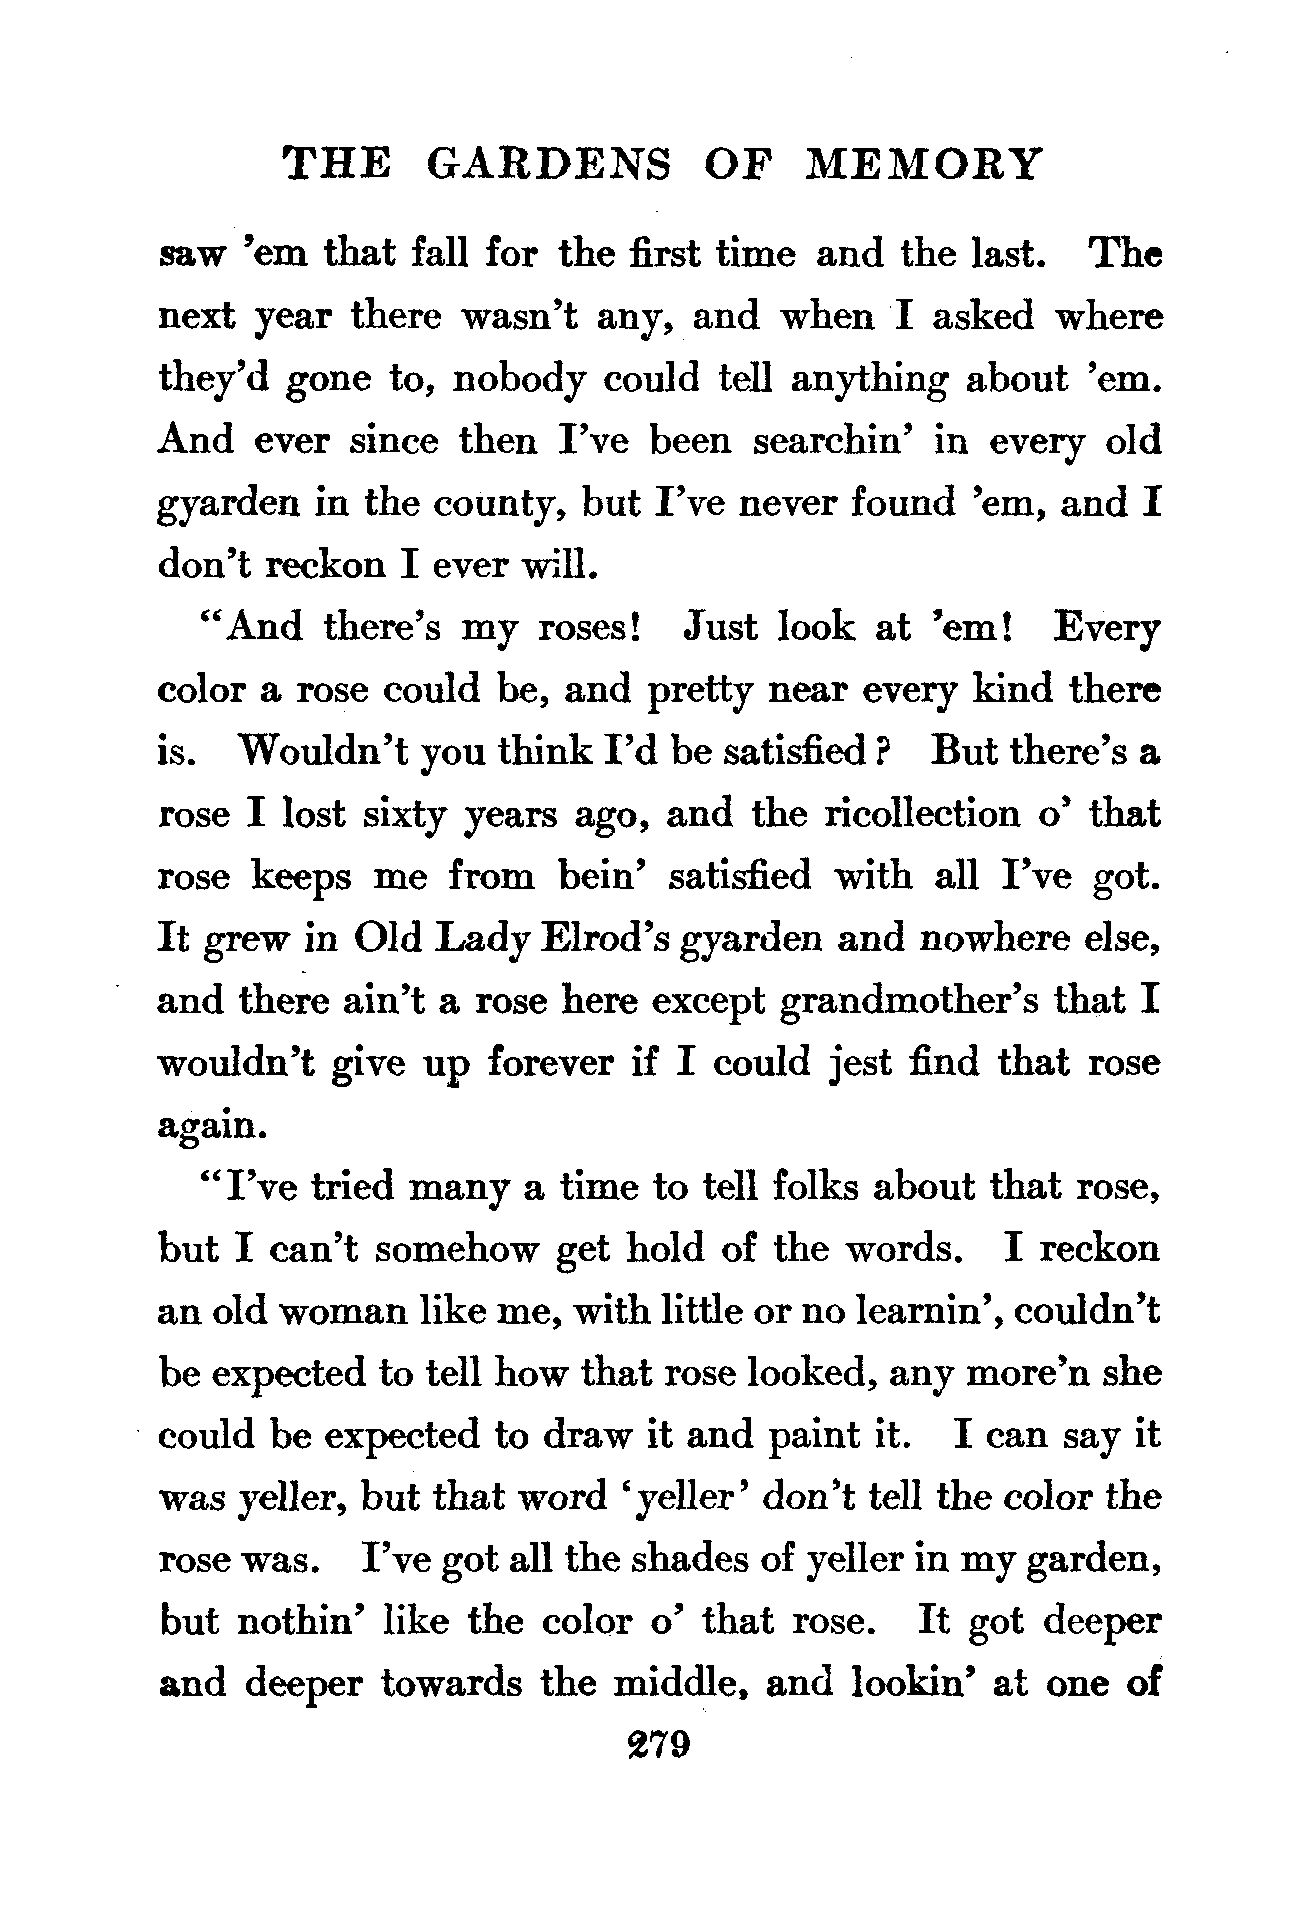 THE GARDENS OF MEMORY
saw ’em that fall for the first time and the last. The
next year there wasn’t any, and when I asked where
they’d gone to, nobody could tell anything about ’em.
And ever since then I’ve been searchin’ in every old
gyarden in the county, but I’ve never found ’em, and I
don’t reckon I ever will.
“And there’s my roses! Just look at ’em! Every
color a rose could be, and pretty near every kind there
is. Wouldn’t you think I’d be satisfied? But there’s a
rose I lost sixty years ago, and the ricollection o’ that
rose keeps me from bein’ satisfied with all I’ve got.
It grew in Old Lady Elrod’s gyarden and nowhere else,
and there ain’t a rose here except grandmother’s that I
wouldn’t give up forever if I could jest find that rose
again.
“I’ve tried many a time to tell folks about that rose,
but I can’t somehow get hold of the words. I reckon
an old woman like me, with little or no learnin’, couldn’t
be expected to tell how that rose looked, any more’n she
could be expected to draw it and paint it. I can say it
was yeller, but that word ‘yeller’ don’t tell the color the
rose was. I’ve got all the shades of yeller in my garden,
but nothin’ like the color o’ that rose. It got deeper
and deeper towards the middle, and lookin’ at one of
279